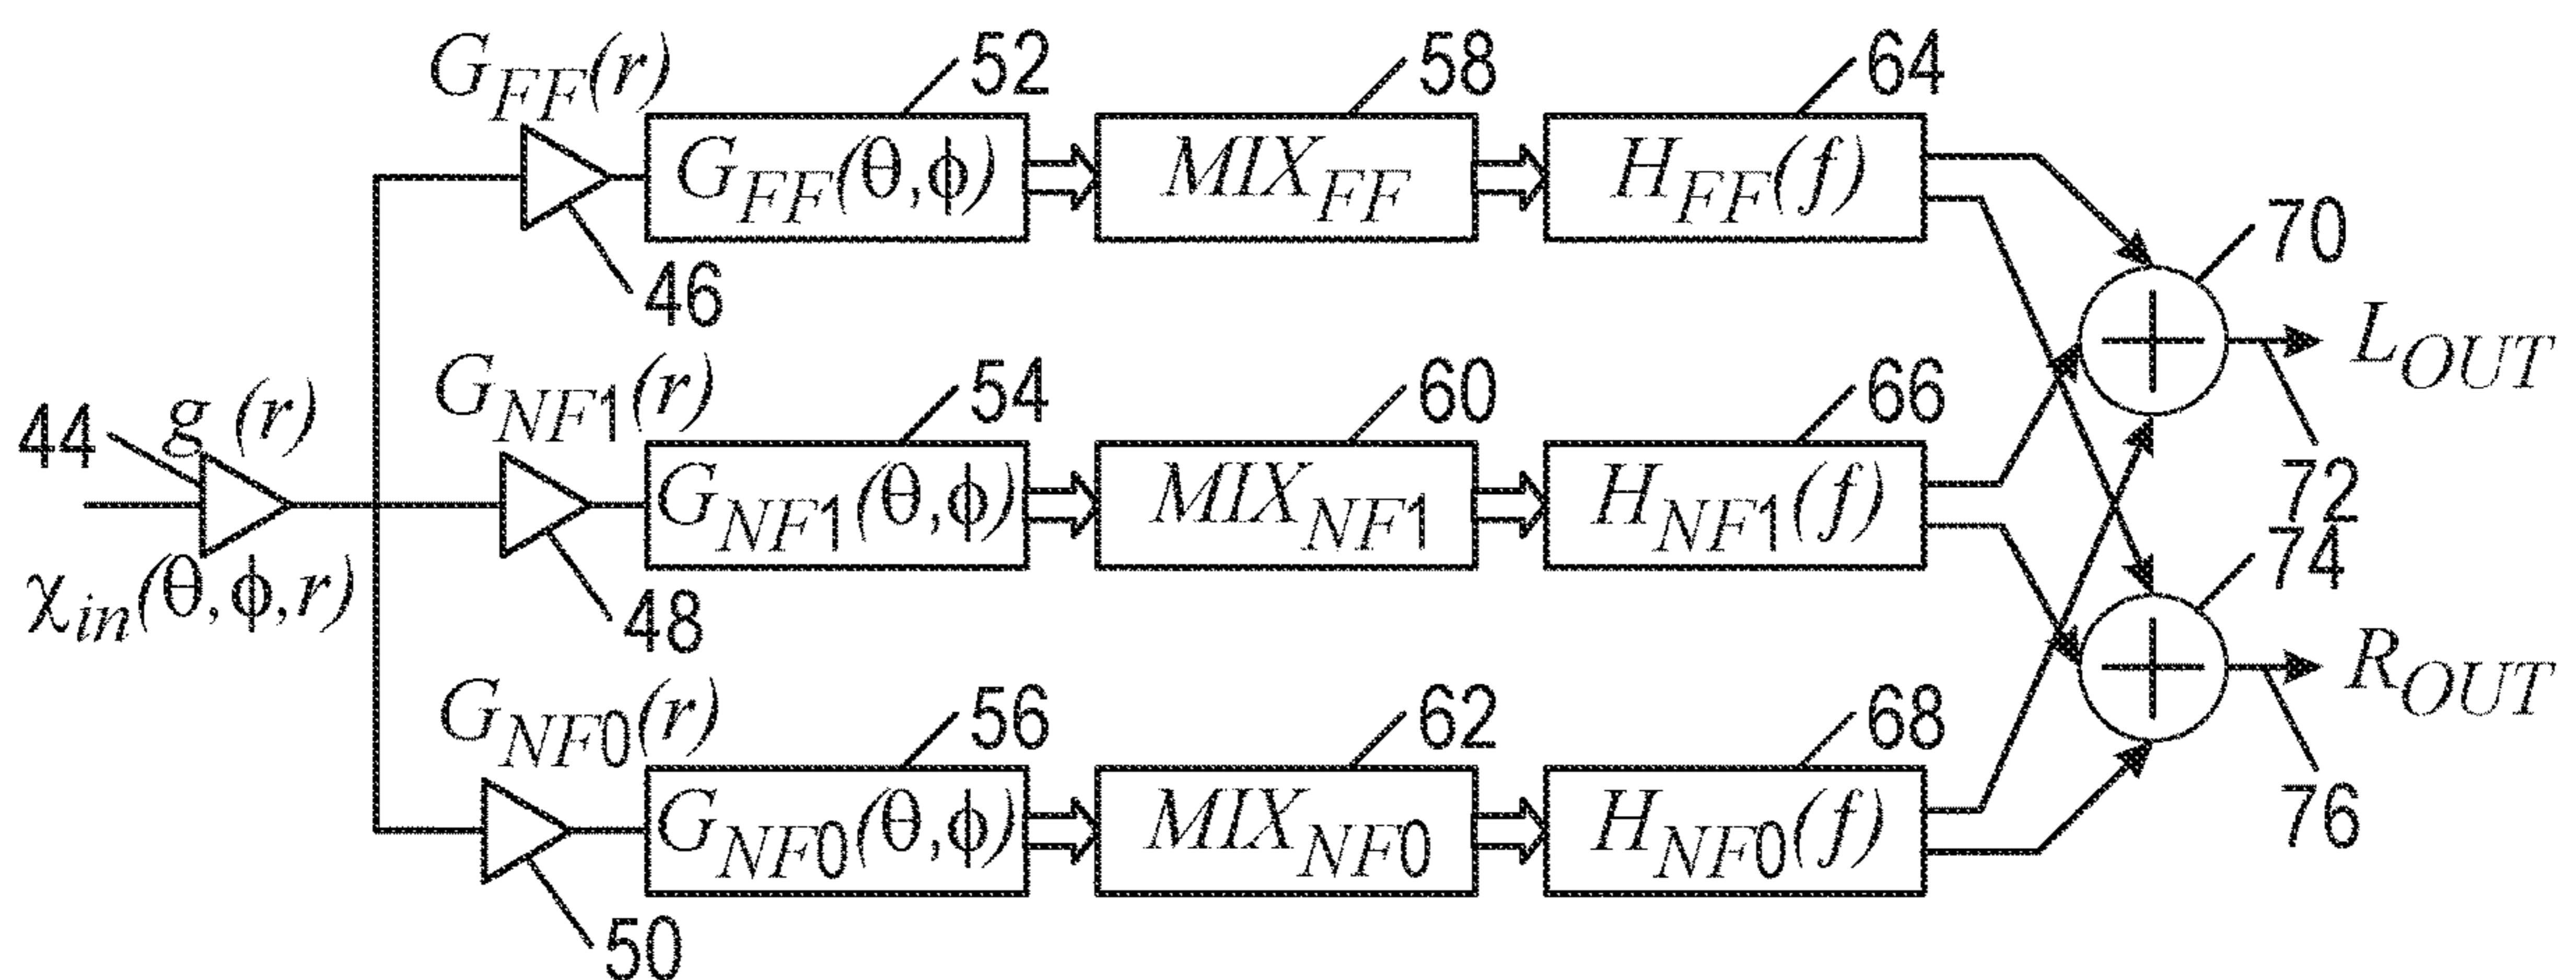 G_FF(r)
52
58
64
G_FF(θ,ϕ)
MIX_FF
H_FF(f)
46
70
L_OUT
72
44
g (r)
χ_in(θ,ϕ,r)
G_NF1(r)
54
60
66
G_NF1(θ,ϕ)
MIX_NF1
H_NF1(f)
48
74
R_OUT
76
G_NF0(r)
56
62
68
G_NF0(θ,ϕ)
MIX_NF0
H_NF0(f)
50